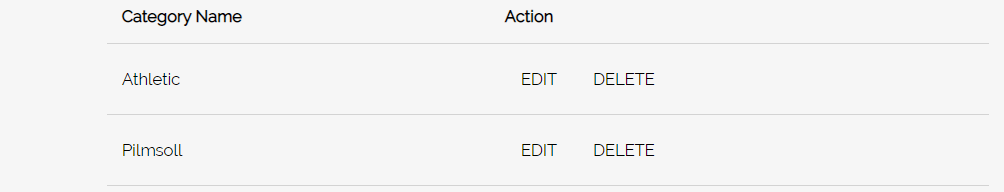 Category Name Action
Athletic EDIT DELETE
Pilmsoll EDIT DELETE